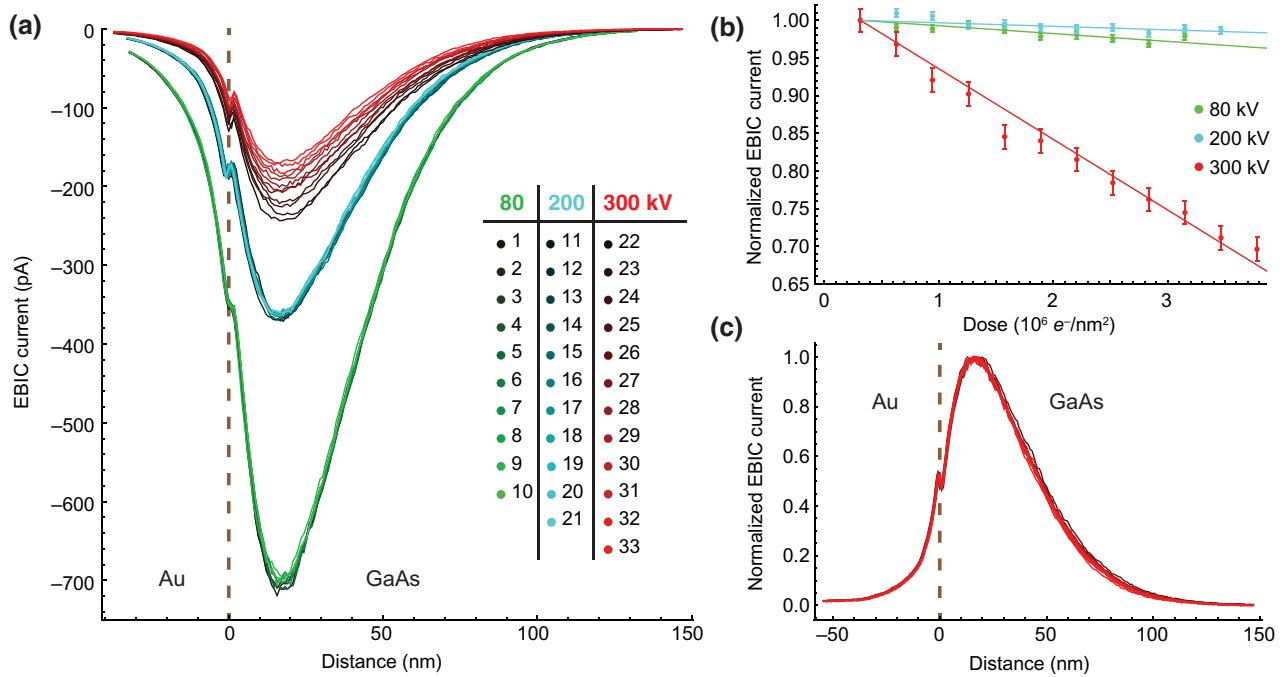 (a)
0
−100
−200
−300
−400
−500
−600
−700
EBIC current (pA)
80 200 300 kV
1 11 22
2 12 23
3 13 24
4 14 25
5 15 26
6 16 27
7 17 28
8 18 29
9 19 30
10 20 31
21 32
33
Au GaAs
0 50 100 150
Distance (nm)
(b)
1.00
0.95
0.90
0.85
0.80
0.75
0.70
0.65
Normalized EBIC current
80 kV
200 kV
300 kV
0 1 2 3
Dose (10⁶ e⁻/nm²)
(c)
1.0
0.8
0.6
0.4
0.2
0.0
Normalized EBIC current
Au GaAs
−50 0 50 100 150
Distance (nm)